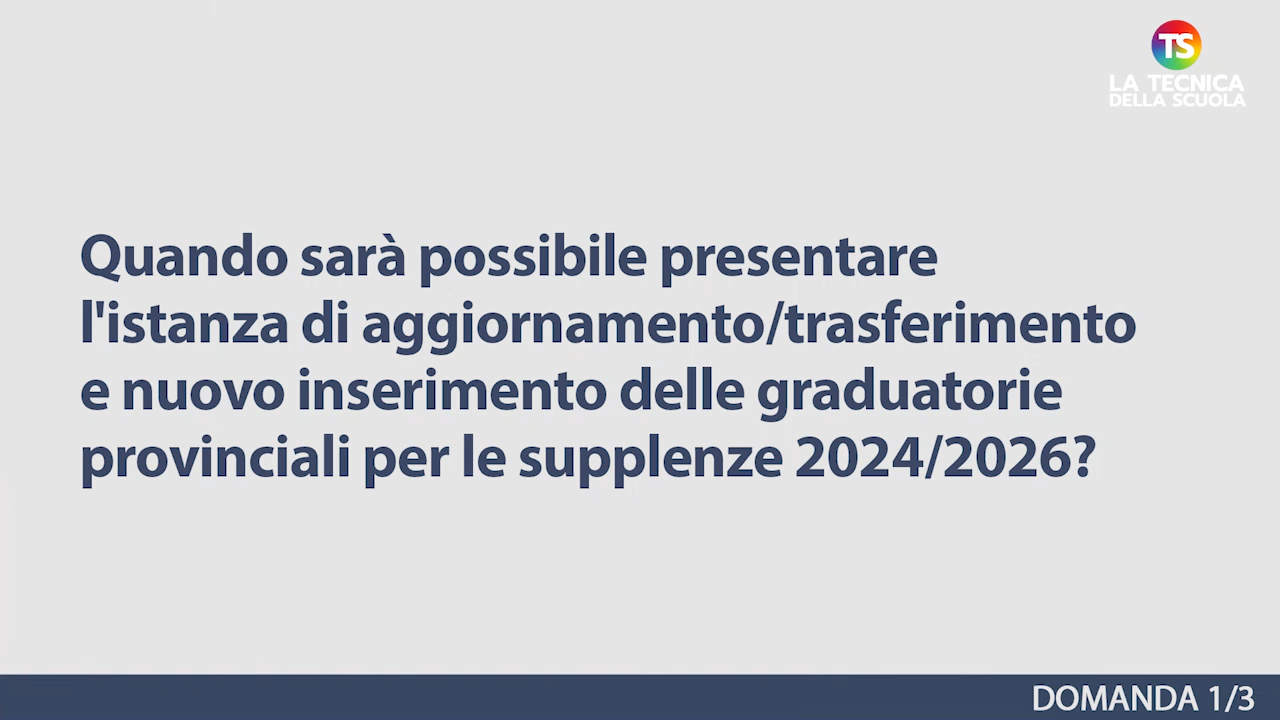 TS
LA TECNICA
DELLA SCUOLA
Quando sarà possibile presentare
l'istanza di aggiornamento/trasferimento
e nuovo inserimento delle graduatorie
provinciali per le supplenze 2024/2026?
DOMANDA 1/3